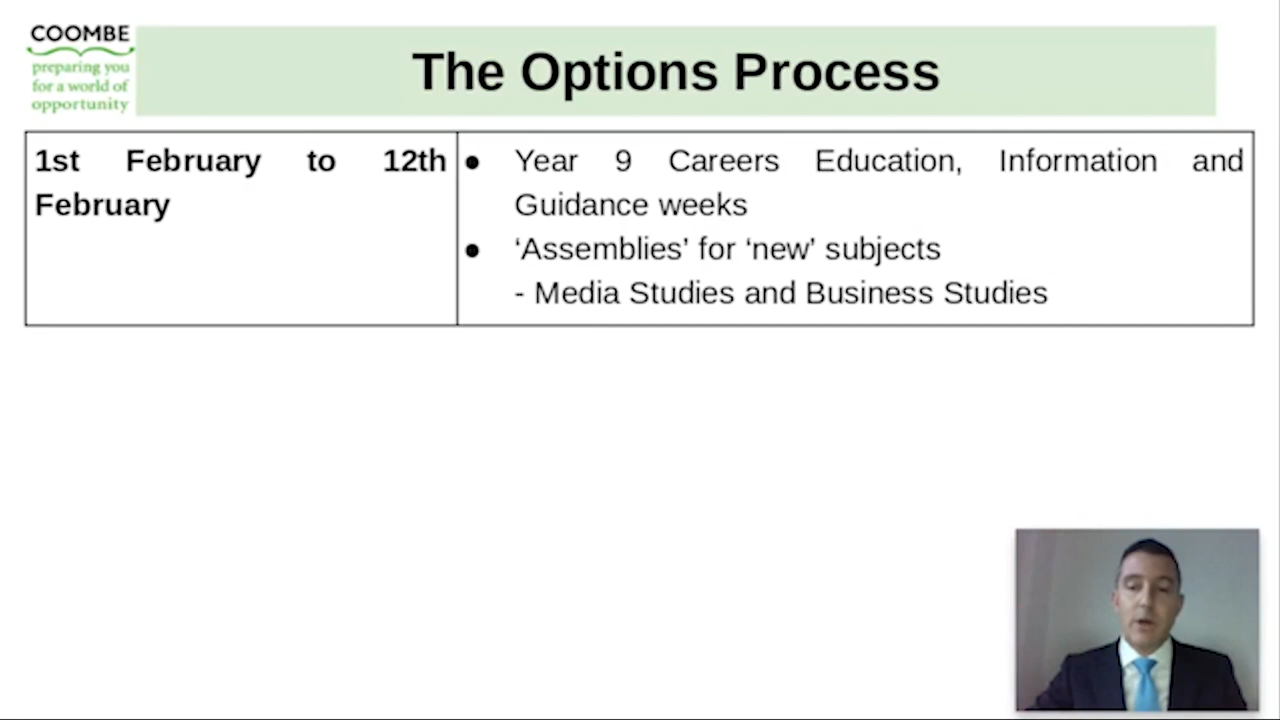 COOMBE
preparing you
for a world of
opportunity
The Options Process
1st February to 12th
February
● Year 9 Careers Education, Information and
Guidance weeks
● ‘Assemblies’ for ‘new’ subjects
- Media Studies and Business Studies